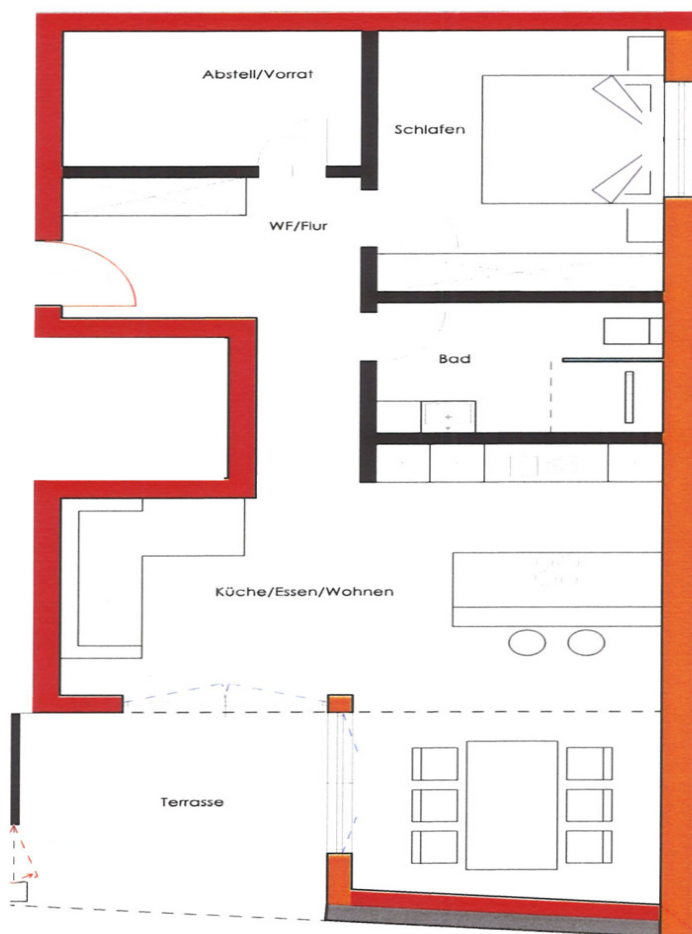 Abstell/Vorrat
Schlafen
WF/Flur
Bad
Küche/Essen/Wohnen
Terrasse